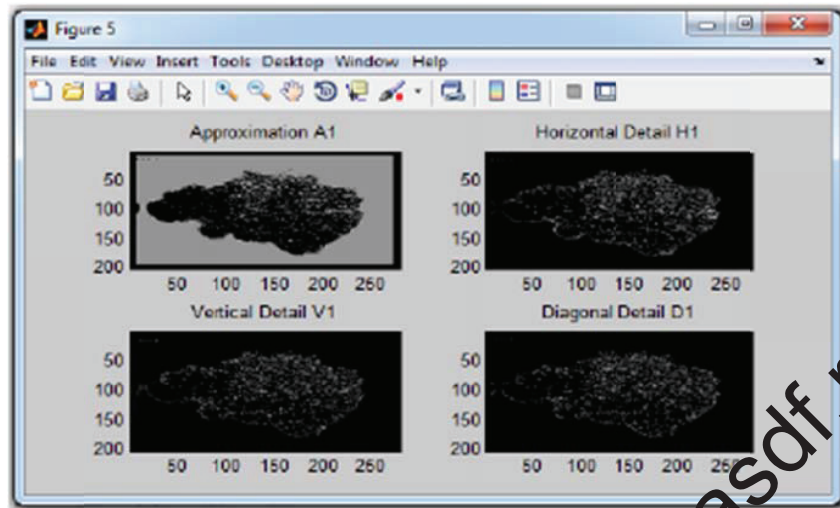 Figure 5
File Edit View Insert Tools Desktop Window Help
Approximation A1
Horizontal Detail H1
50
100
150
200
50 100 150 200 250
50
100
150
200
50 100 150 200 250
Vertical Detail V1
Diagonal Detail D1
50
100
150
200
50 100 150 200 250
50
100
150
200
50 100 150 200 250
asdf.